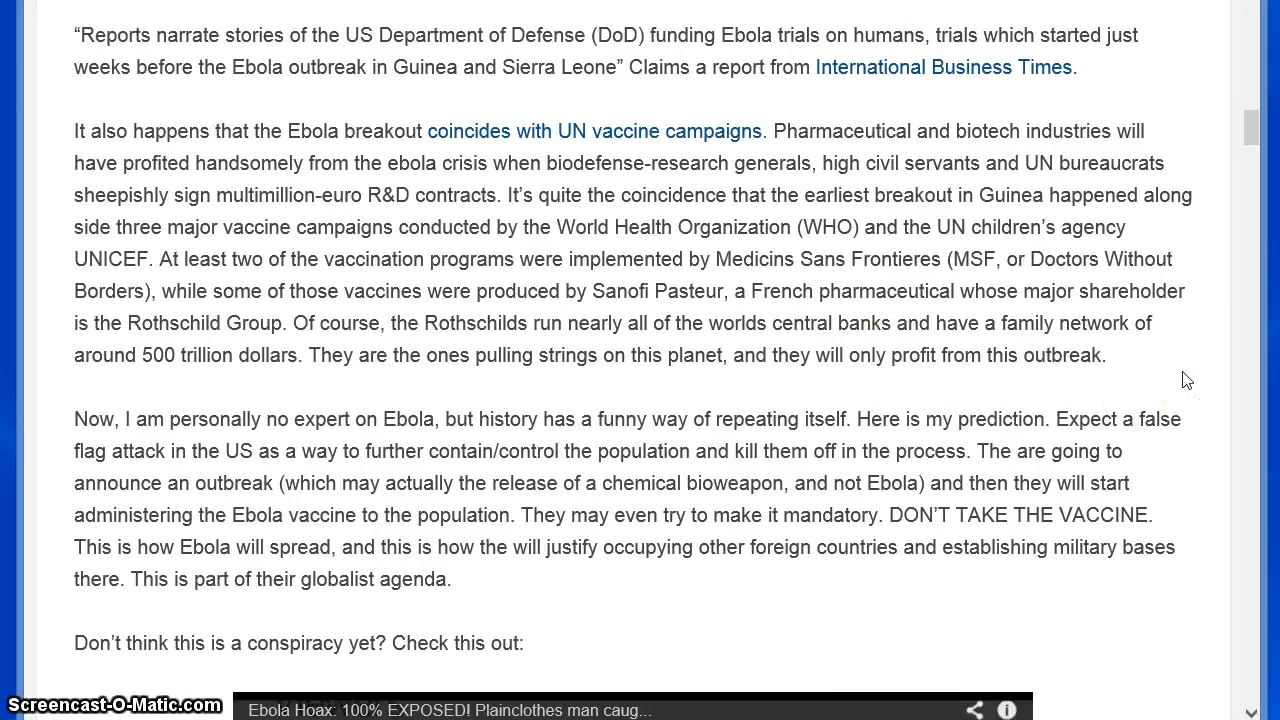 “Reports narrate stories of the US Department of Defense (DoD) funding Ebola trials on humans, trials which started just
weeks before the Ebola outbreak in Guinea and Sierra Leone” Claims a report from International Business Times.
It also happens that the Ebola breakout coincides with UN vaccine campaigns. Pharmaceutical and biotech industries will
have profited handsomely from the ebola crisis when biodefense-research generals, high civil servants and UN bureaucrats
sheepishly sign multimillion-euro R&D contracts. It’s quite the coincidence that the earliest breakout in Guinea happened along
side three major vaccine campaigns conducted by the World Health Organization (WHO) and the UN children’s agency
UNICEF. At least two of the vaccination programs were implemented by Medicins Sans Frontieres (MSF, or Doctors Without
Borders), while some of those vaccines were produced by Sanofi Pasteur, a French pharmaceutical whose major shareholder
is the Rothschild Group. Of course, the Rothschilds run nearly all of the worlds central banks and have a family network of
around 500 trillion dollars. They are the ones pulling strings on this planet, and they will only profit from this outbreak.
Now, I am personally no expert on Ebola, but history has a funny way of repeating itself. Here is my prediction. Expect a false
flag attack in the US as a way to further contain/control the population and kill them off in the process. The are going to
announce an outbreak (which may actually the release of a chemical bioweapon, and not Ebola) and then they will start
administering the Ebola vaccine to the population. They may even try to make it mandatory. DON’T TAKE THE VACCINE.
This is how Ebola will spread, and this is how the will justify occupying other foreign countries and establishing military bases
there. This is part of their globalist agenda.
Don’t think this is a conspiracy yet? Check this out:
Screencast-O-Matic.com
Ebola Hoax: 100% EXPOSED! Plainclothes man caug...